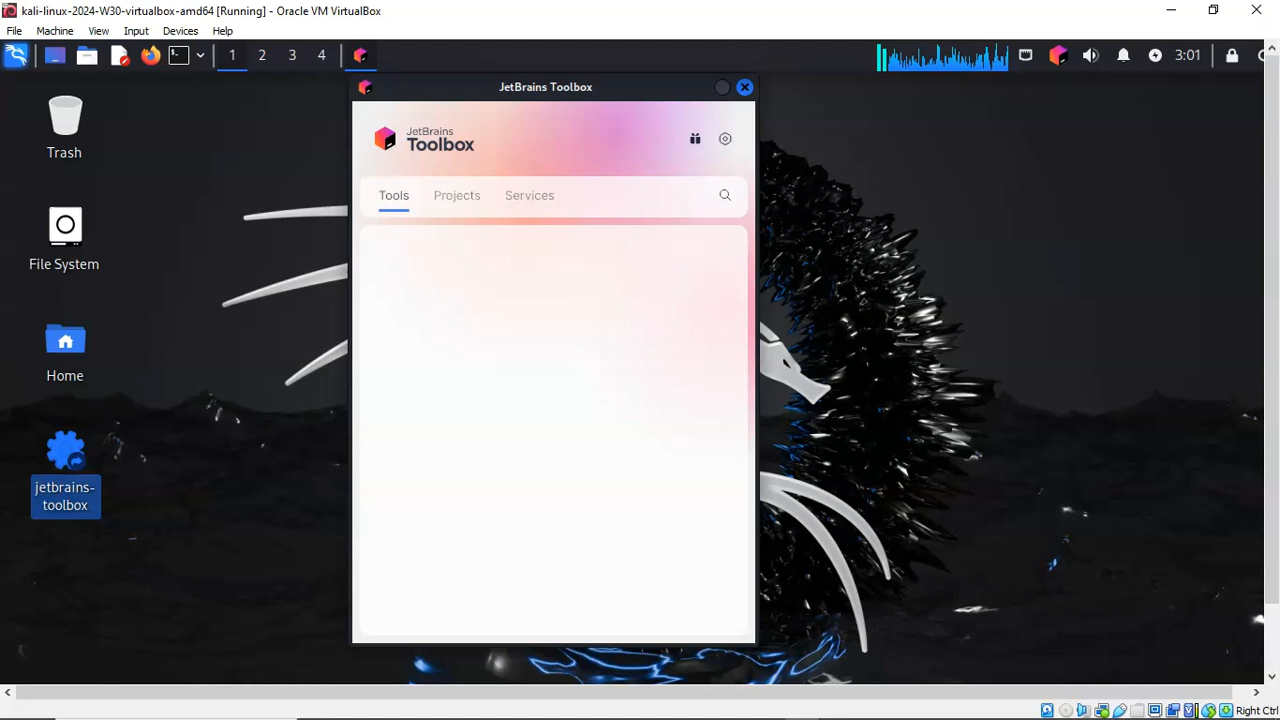 kali-linux-2024-W30-virtualbox-amd64 [Running] - Oracle VM VirtualBox
File Machine View Input Devices Help
1 2 3 4 3:01
JetBrains Toolbox
JetBrains
Toolbox
Tools Projects Services
Trash
File System
Home
jetbrains-
toolbox
Right Ctrl